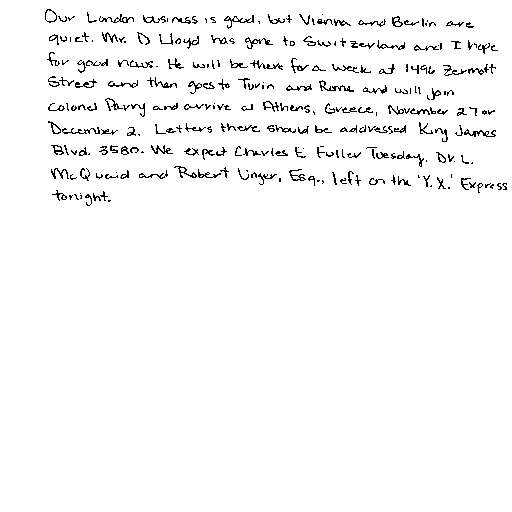 Our London business is good, but Vienna and Berlin are
quiet. Mr. D Lloyd has gone to Switzerland and I hope
for good news. He will be there for a week at 1496 Zermott
Street and then goes to Turin and Rome and will join
Colonel Parry and arrive at Athens, Greece, November 27 or
December 2. Letters there should be addressed King James
Blvd. 3580. We expect Charles E Fuller Tuesday. Dr. L.
McQuaid and Robert Unger, Esq., left on the 'Y.X.' Express
tonight.